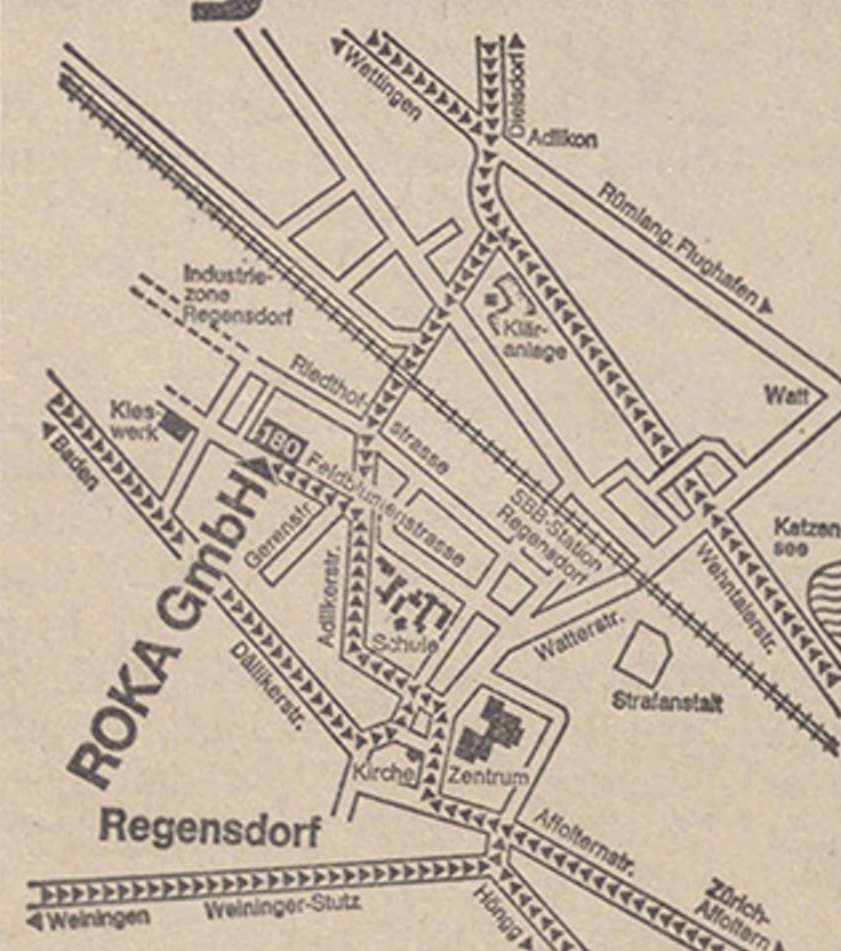 Wettingen
Dielsdorf
Adlikon
Rümlang, Flughafen
Industrie-
zone
Regensdorf
Klär-
anlage
Riedthof-
strasse
Watt
Kies-
werk
180
Baden
Feldblumenstrasse
SBB-Station
Regensdorf
Gerenstr.
Katzen
see
Wehntalerstr.
ROKA GmbH
Adlikerstr.
Schule
Watterstr.
Dällikerstr.
Strafanstalt
Kirche
Zentrum
Regensdorf
Affolternstr.
Zürich-
Affoltern
Weiningen
Weininger-Stutz
Höngg